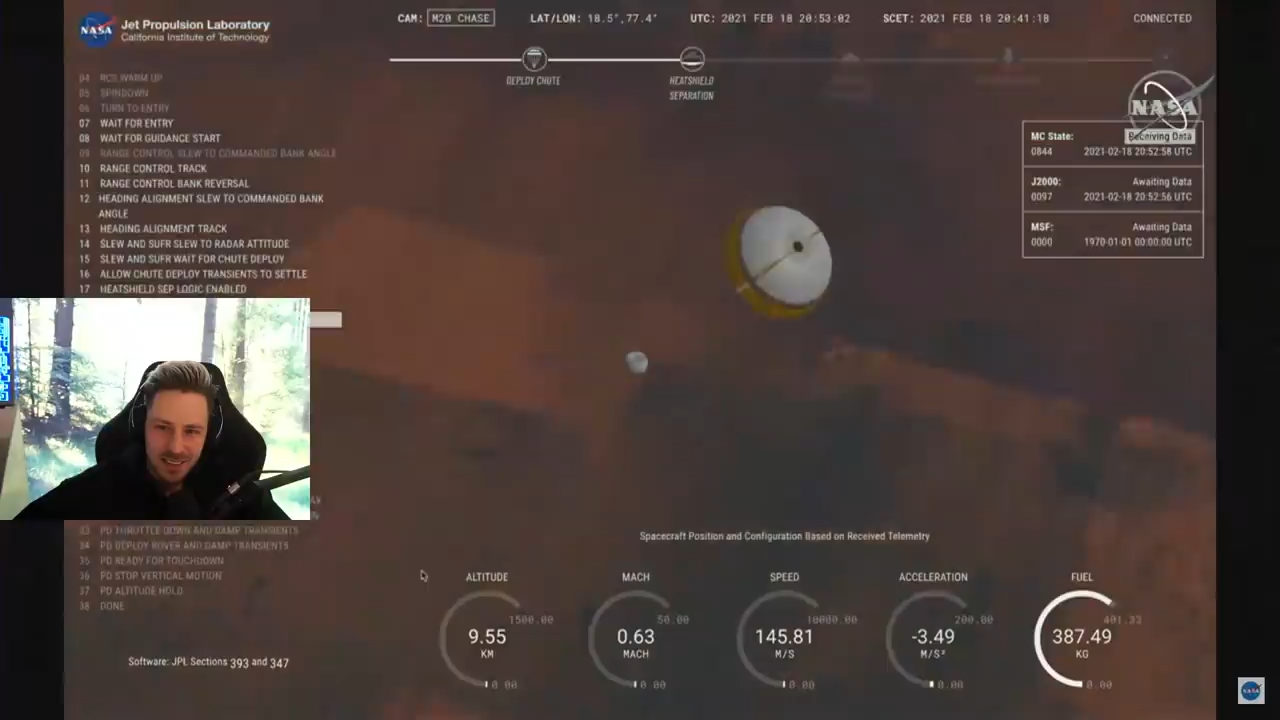 NASA
Jet Propulsion Laboratory
California Institute of Technology
CAM: M20 CHASE LAT/LON: 18.5°,77.4° UTC: 2021 FEB 18 20:53:02 SCET: 2021 FEB 18 20:41:18 CONNECTED
DEPLOY CHUTE
HEATSHIELD
SEPARATION
NASA
MC State: Receiving Data
0844 2021-02-18 20:52:58 UTC
J2000: Awaiting Data
0097 2021-02-18 20:52:56 UTC
MSF: Awaiting Data
0000 1970-01-01 00:00:00 UTC
04 RCS WARM UP
05 SPINDOWN
06 TURN TO ENTRY
07 WAIT FOR ENTRY
08 WAIT FOR GUIDANCE START
09 RANGE CONTROL SLEW TO COMMANDED BANK ANGLE
10 RANGE CONTROL TRACK
11 RANGE CONTROL BANK REVERSAL
12 HEADING ALIGNMENT SLEW TO COMMANDED BANK
ANGLE
13 HEADING ALIGNMENT TRACK
14 SLEW AND SUFR SLEW TO RADAR ATTITUDE
15 SLEW AND SUFR WAIT FOR CHUTE DEPLOY
16 ALLOW CHUTE DEPLOY TRANSIENTS TO SETTLE
17 HEATSHIELD SEP LOGIC ENABLED
33 PD THROTTLE DOWN AND DAMP TRANSIENTS
34 PD DEPLOY ROVER AND DAMP TRANSIENTS
35 PD READY FOR TOUCHDOWN
36 PD STOP VERTICAL MOTION
37 PD ALTITUDE HOLD
38 DONE
Software: JPL Sections 393 and 347
Spacecraft Position and Configuration Based on Received Telemetry
ALTITUDE MACH SPEED ACCELERATION FUEL
1500.00 50.00 10000.00 200.00 401.33
9.55 0.63 145.81 -3.49 387.49
KM MACH M/S M/S² KG
0.00 0.00 0.00 0.00 0.00
NASA